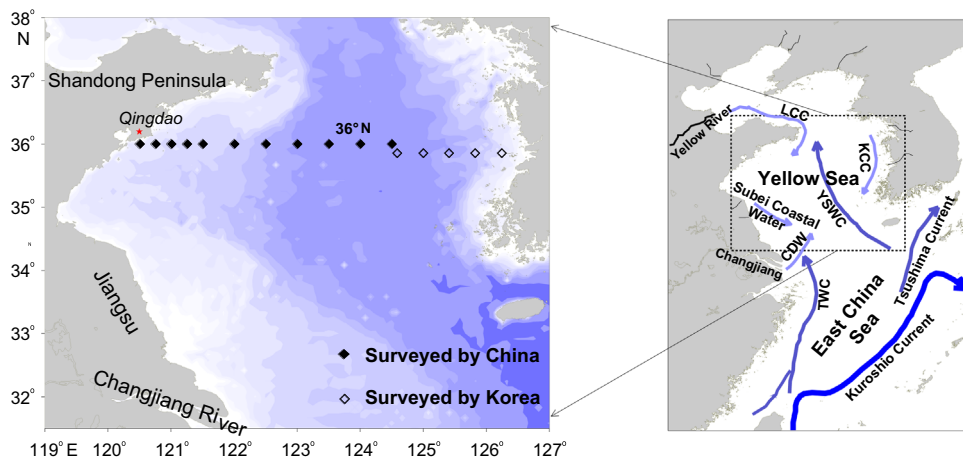 38°
N
37°
36°
35°
34°
33°
32°
N
Shandong Peninsula
Qingdao
36° N
Jiangsu
Changjiang River
Surveyed by China
Surveyed by Korea
119° E
120°
121°
122°
123°
124°
125°
126°
127°
LCC
Yellow River
KCC
Yellow Sea
YSWC
Subei Coastal
Water
CDW
Changjiang
TWC
Tsushima Current
East China
Sea
Kuroshio Current